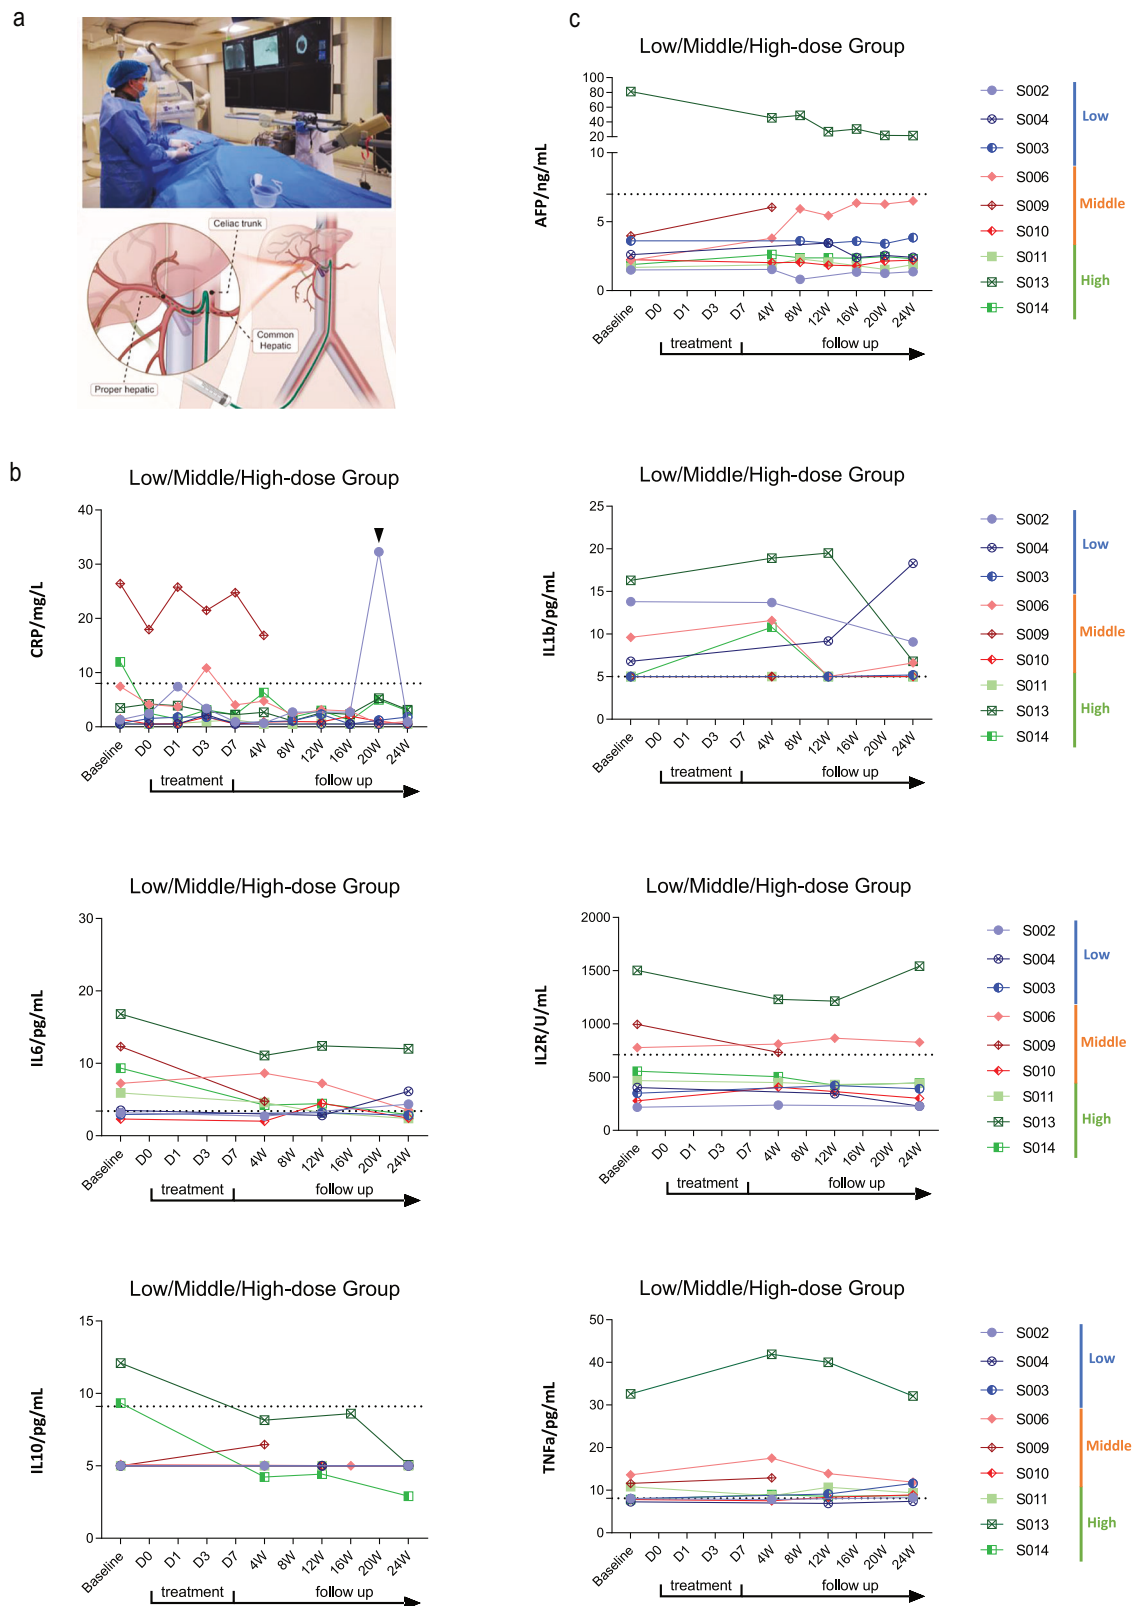 a
Celiac trunk
Common
Hepatic
Proper hepatic
c
Low/Middle/High-dose Group
AFP/ng/mL
100
80
60
40
20
10
5
0
Baseline
D0
D1
D3
D7
4W
8W
12W
16W
20W
24W
treatment
follow up
S002
S004
S003
S006
S009
S010
S011
S013
S014
Low
Middle
High
b
Low/Middle/High-dose Group
CRP/mg/L
40
30
20
10
0
Baseline
D0
D1
D3
D7
4W
8W
12W
16W
20W
24W
treatment
follow up
Low/Middle/High-dose Group
IL1b/pg/mL
25
20
15
10
5
0
Baseline
D0
D1
D3
D7
4W
8W
12W
16W
20W
24W
treatment
follow up
S002
S004
S003
S006
S009
S010
S011
S013
S014
Low
Middle
High
Low/Middle/High-dose Group
IL6/pg/mL
30
20
10
0
Baseline
D0
D1
D3
D7
4W
8W
12W
16W
20W
24W
treatment
follow up
Low/Middle/High-dose Group
IL2R/U/mL
2000
1500
1000
500
0
Baseline
D0
D1
D3
D7
4W
8W
12W
16W
20W
24W
treatment
follow up
S002
S004
S003
S006
S009
S010
S011
S013
S014
Low
Middle
High
Low/Middle/High-dose Group
IL10/pg/mL
15
10
5
0
Baseline
D0
D1
D3
D7
4W
8W
12W
16W
20W
24W
treatment
follow up
Low/Middle/High-dose Group
TNFa/pg/mL
50
40
30
20
10
0
Baseline
D0
D1
D3
D7
4W
8W
12W
16W
20W
24W
treatment
follow up
S002
S004
S003
S006
S009
S010
S011
S013
S014
Low
Middle
High